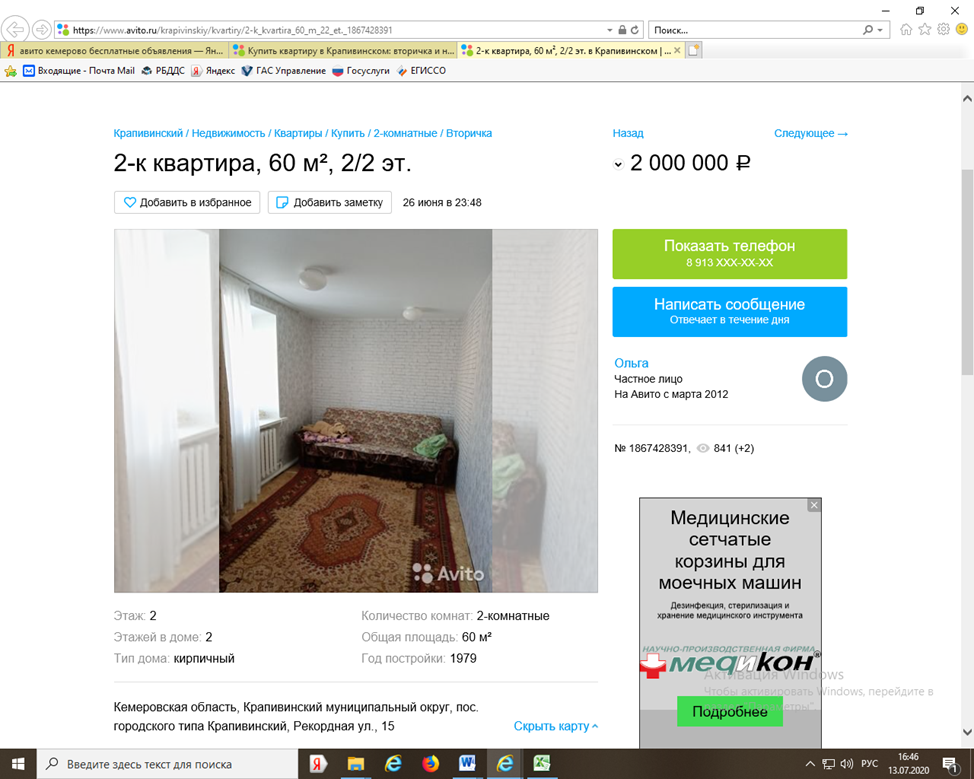 https://www.avito.ru/krapivinskiy/kvartiry/2-k_kvartira_60_m_22_et._1867428391
Поиск...
авито кемерово бесплатные объявления — Ян...
Купить квартиру в Крапивинском: вторичка и н...
2-к квартира, 60 м², 2/2 эт. в Крапивинском | ...
Входящие - Почта Mail
РБДДС
Яндекс
ГАС Управление
Госуслуги
ЕГИССО
Крапивинский / Недвижимость / Квартиры / Купить / 2-комнатные / Вторичка
Назад
Следующее →
2-к квартира, 60 м², 2/2 эт.
2 000 000 ₽
Добавить в избранное
Добавить заметку
26 июня в 23:48
Показать телефон
8 913 XXX-XX-XX
Написать сообщение
Отвечает в течение дня
Ольга
Частное лицо
На Авито с марта 2012
О
№ 1867428391, 841 (+2)
Avito
Медицинские
сетчатые
корзины для
моечных машин
Дезинфекция, стерилизация и
хранение медицинского инструмента
НАУЧНО-ПРОИЗВОДСТВЕННАЯ ФИРМА
медикон®
Подробнее
Активация Windows
Чтобы активировать Windows, перейдите в
Этаж: 2
Количество комнат: 2-комнатные
Этажей в доме: 2
Общая площадь: 60 м²
Тип дома: кирпичный
Год постройки: 1979
Кемеровская область, Крапивинский муниципальный округ, пос.
городского типа Крапивинский, Рекордная ул., 15
Скрыть карту
Введите здесь текст для поиска
РУС
16:46
13.07.2020
1